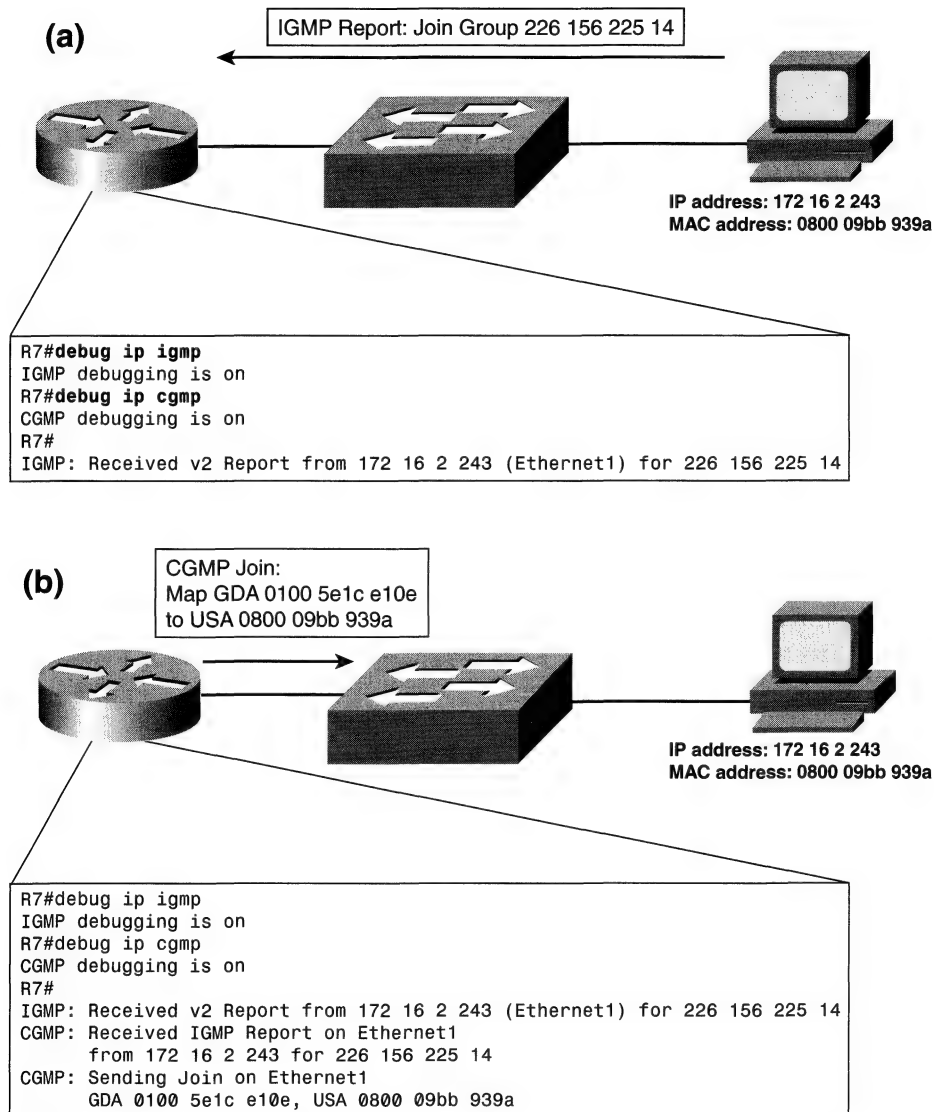 (a)
IGMP Report: Join Group 226 156 225 14
IP address: 172 16 2 243
MAC address: 0800 09bb 939a
R7#debug ip igmp
IGMP debugging is on
R7#debug ip cgmp
CGMP debugging is on
R7#
IGMP: Received v2 Report from 172 16 2 243 (Ethernet1) for 226 156 225 14
(b)
CGMP Join:
Map GDA 0100 5e1c e10e
to USA 0800 09bb 939a
IP address: 172 16 2 243
MAC address: 0800 09bb 939a
R7#debug ip igmp
IGMP debugging is on
R7#debug ip cgmp
CGMP debugging is on
R7#
IGMP: Received v2 Report from 172 16 2 243 (Ethernet1) for 226 156 225 14
CGMP: Received IGMP Report on Ethernet1
from 172 16 2 243 for 226 156 225 14
CGMP: Sending Join on Ethernet1
GDA 0100 5e1c e10e, USA 0800 09bb 939a